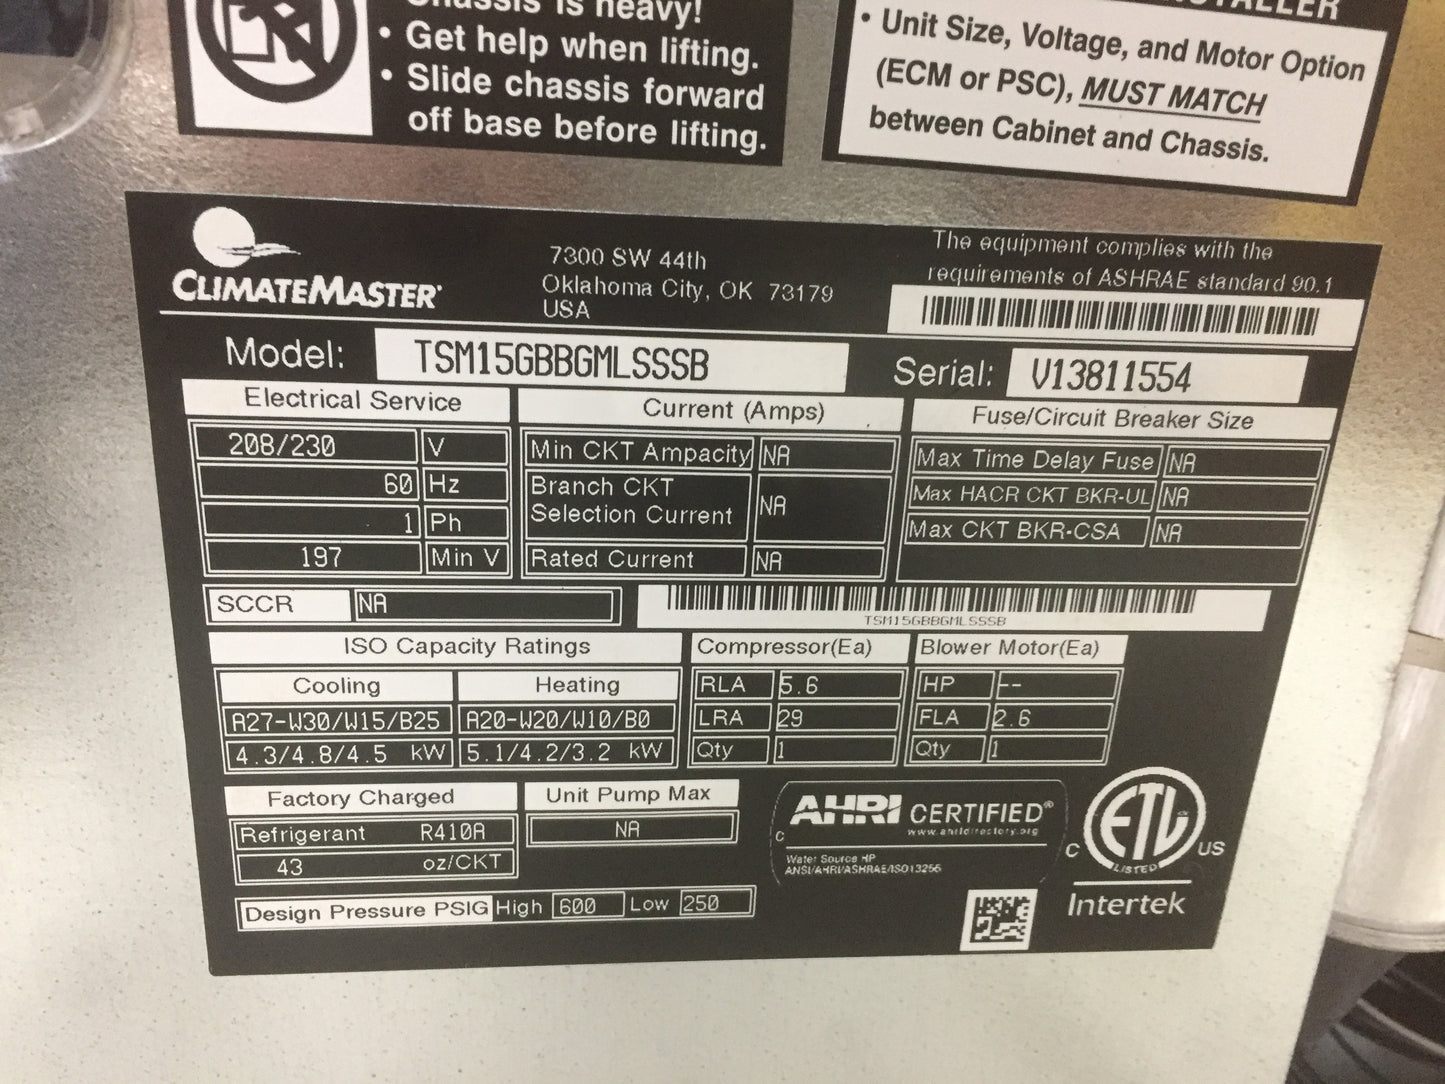 Chassis is heavy!
• Get help when lifting.
• Slide chassis forward
off base before lifting.
• Unit Size, Voltage, and Motor Option
(ECM or PSC), MUST MATCH
between Cabinet and Chassis.
CLIMATEMASTER
7300 SW 44th
Oklahoma City, OK 73179
USA
The equipment complies with the
requirements of ASHRAE standard 90.1
Model: TSM15GBBGMLSSSB
Serial: V13811554
Electrical Service
208/230 V
60 Hz
1 Ph
197 Min V
Current (Amps)
Min CKT Ampacity NA
Branch CKT
Selection Current NA
Rated Current NA
Fuse/Circuit Breaker Size
Max Time Delay Fuse NA
Max HACR CKT BKR-UL NA
Max CKT BKR-CSA NA
SCCR NA
TSM15GBBGMLSSSB
ISO Capacity Ratings
Cooling Heating
A27-W30/W15/B25 A20-W20/W10/B0
4.3/4.8/4.5 kW 5.1/4.2/3.2 kW
Compressor(Ea)
RLA 5.6
LRA 29
Qty 1
Blower Motor(Ea)
HP --
FLA 2.6
Qty 1
Factory Charged
Refrigerant R410A
43 oz/CKT
Unit Pump Max
NA
Design Pressure PSIG High 600 Low 250
C AHRI CERTIFIED®
www.ahridirectory.org
Water Source HP
ANSI/AHRI/ASHRAE/ISO13256
C ETL US
LISTED
Intertek